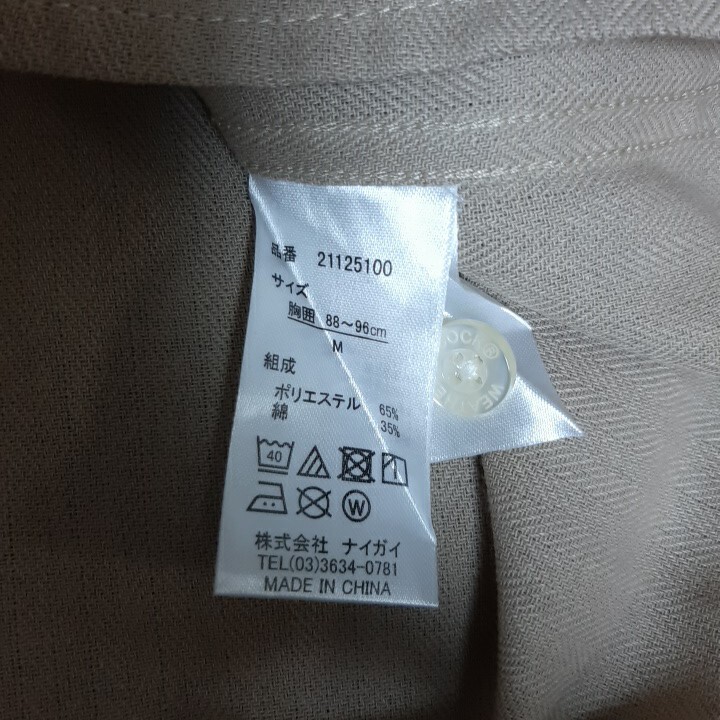 品番 21125100
サイズ
胸囲 88～96cm
M
組成
ポリエステル 65%
綿 35%
40
W
株式会社 ナイガイ
TEL(03)3634-0781
MADE IN CHINA